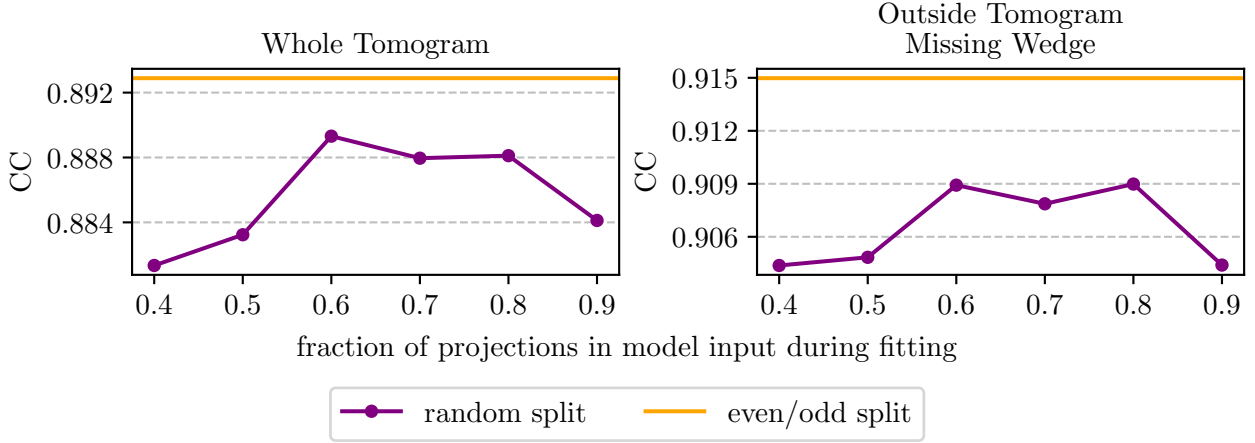 Whole Tomogram
Outside Tomogram
Missing Wedge
CC
0.892
0.888
0.884
0.4 0.5 0.6 0.7 0.8 0.9
CC
0.915
0.912
0.909
0.906
0.4 0.5 0.6 0.7 0.8 0.9
fraction of projections in model input during fitting
random split
even/odd split